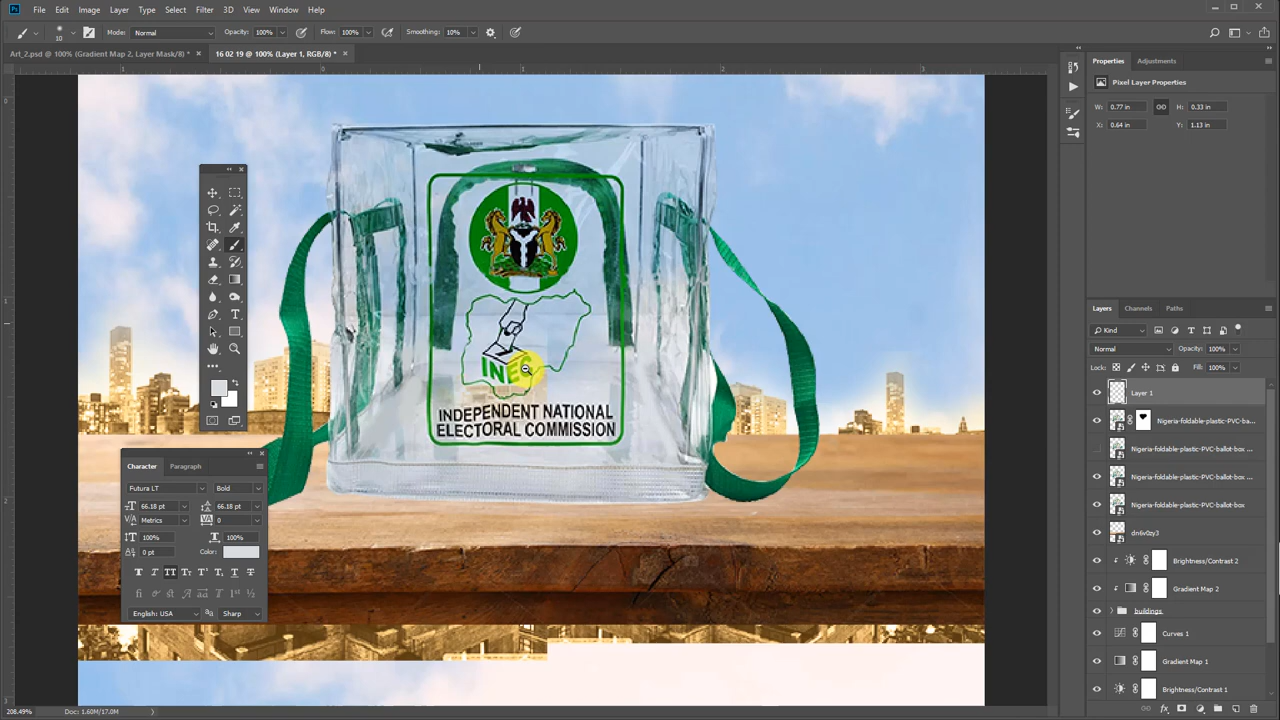 File Edit Image Layer Type Select Filter 3D View Window Help
10 Mode: Normal Opacity: 100% Flow: 100% Smoothing: 10%
Art_2.psd @ 100% (Gradient Map 2, Layer Mask/8) * × 16 02 19 @ 100% (Layer 1, RGB/8) * ×
Properties Adjustments
Pixel Layer Properties
W: 0.77 in H: 0.33 in
X: 0.64 in Y: 1.13 in
INEC
INDEPENDENT NATIONAL
ELECTORAL COMMISSION
Character Paragraph
Futura LT Bold
66.18 pt 66.18 pt
Metrics 0
100% 100%
0 pt Color:
English: USA Sharp
Layers Channels Paths
Kind
Normal Opacity: 100%
Lock: Fill: 100%
Layer 1
Nigeria-foldable-plastic-PVC-ba...
Nigeria-foldable-plastic-PVC-ballot-box ...
Nigeria-foldable-plastic-PVC-ballot-box ...
Nigeria-foldable-plastic-PVC-ballot-box
dn6v0zy3
Brightness/Contrast 2
Gradient Map 2
buildings
Curves 1
Gradient Map 1
Brightness/Contrast 1
208.49% Doc: 1.60M/17.0M